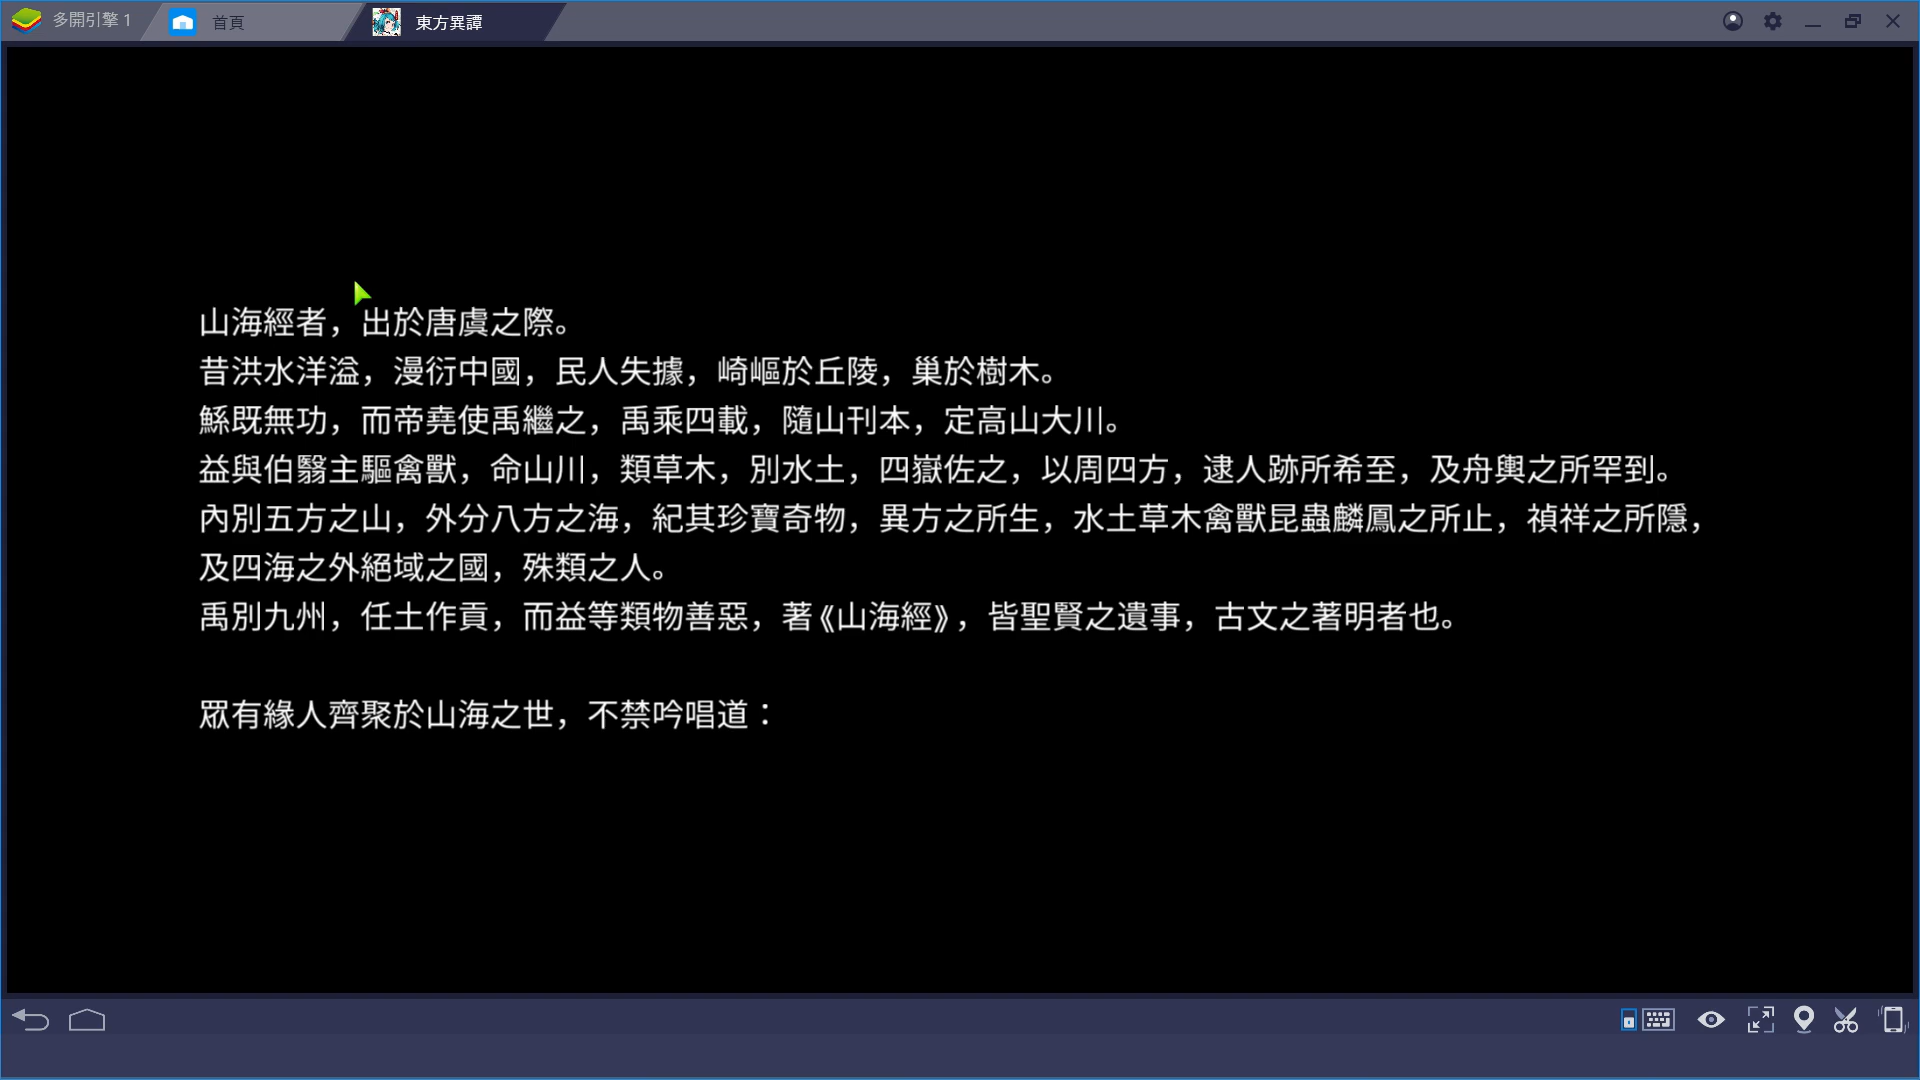 多開引擎 1
首頁
東方異譚
山海經者，出於唐虞之際。
昔洪水洋溢，漫衍中國，民人失據，崎嶇於丘陵，巢於樹木。
鯀既無功，而帝堯使禹繼之，禹乘四載，隨山刊本，定高山大川。
益與伯翳主驅禽獸，命山川，類草木，別水土，四嶽佐之，以周四方，逮人跡所希至，及舟輿之所罕到。
內別五方之山，外分八方之海，紀其珍寶奇物，異方之所生，水土草木禽獸昆蟲麟鳳之所止，禎祥之所隱，
及四海之外絕域之國，殊類之人。
禹別九州，任土作貢，而益等類物善惡，著《山海經》，皆聖賢之遺事，古文之著明者也。
眾有緣人齊聚於山海之世，不禁吟唱道：